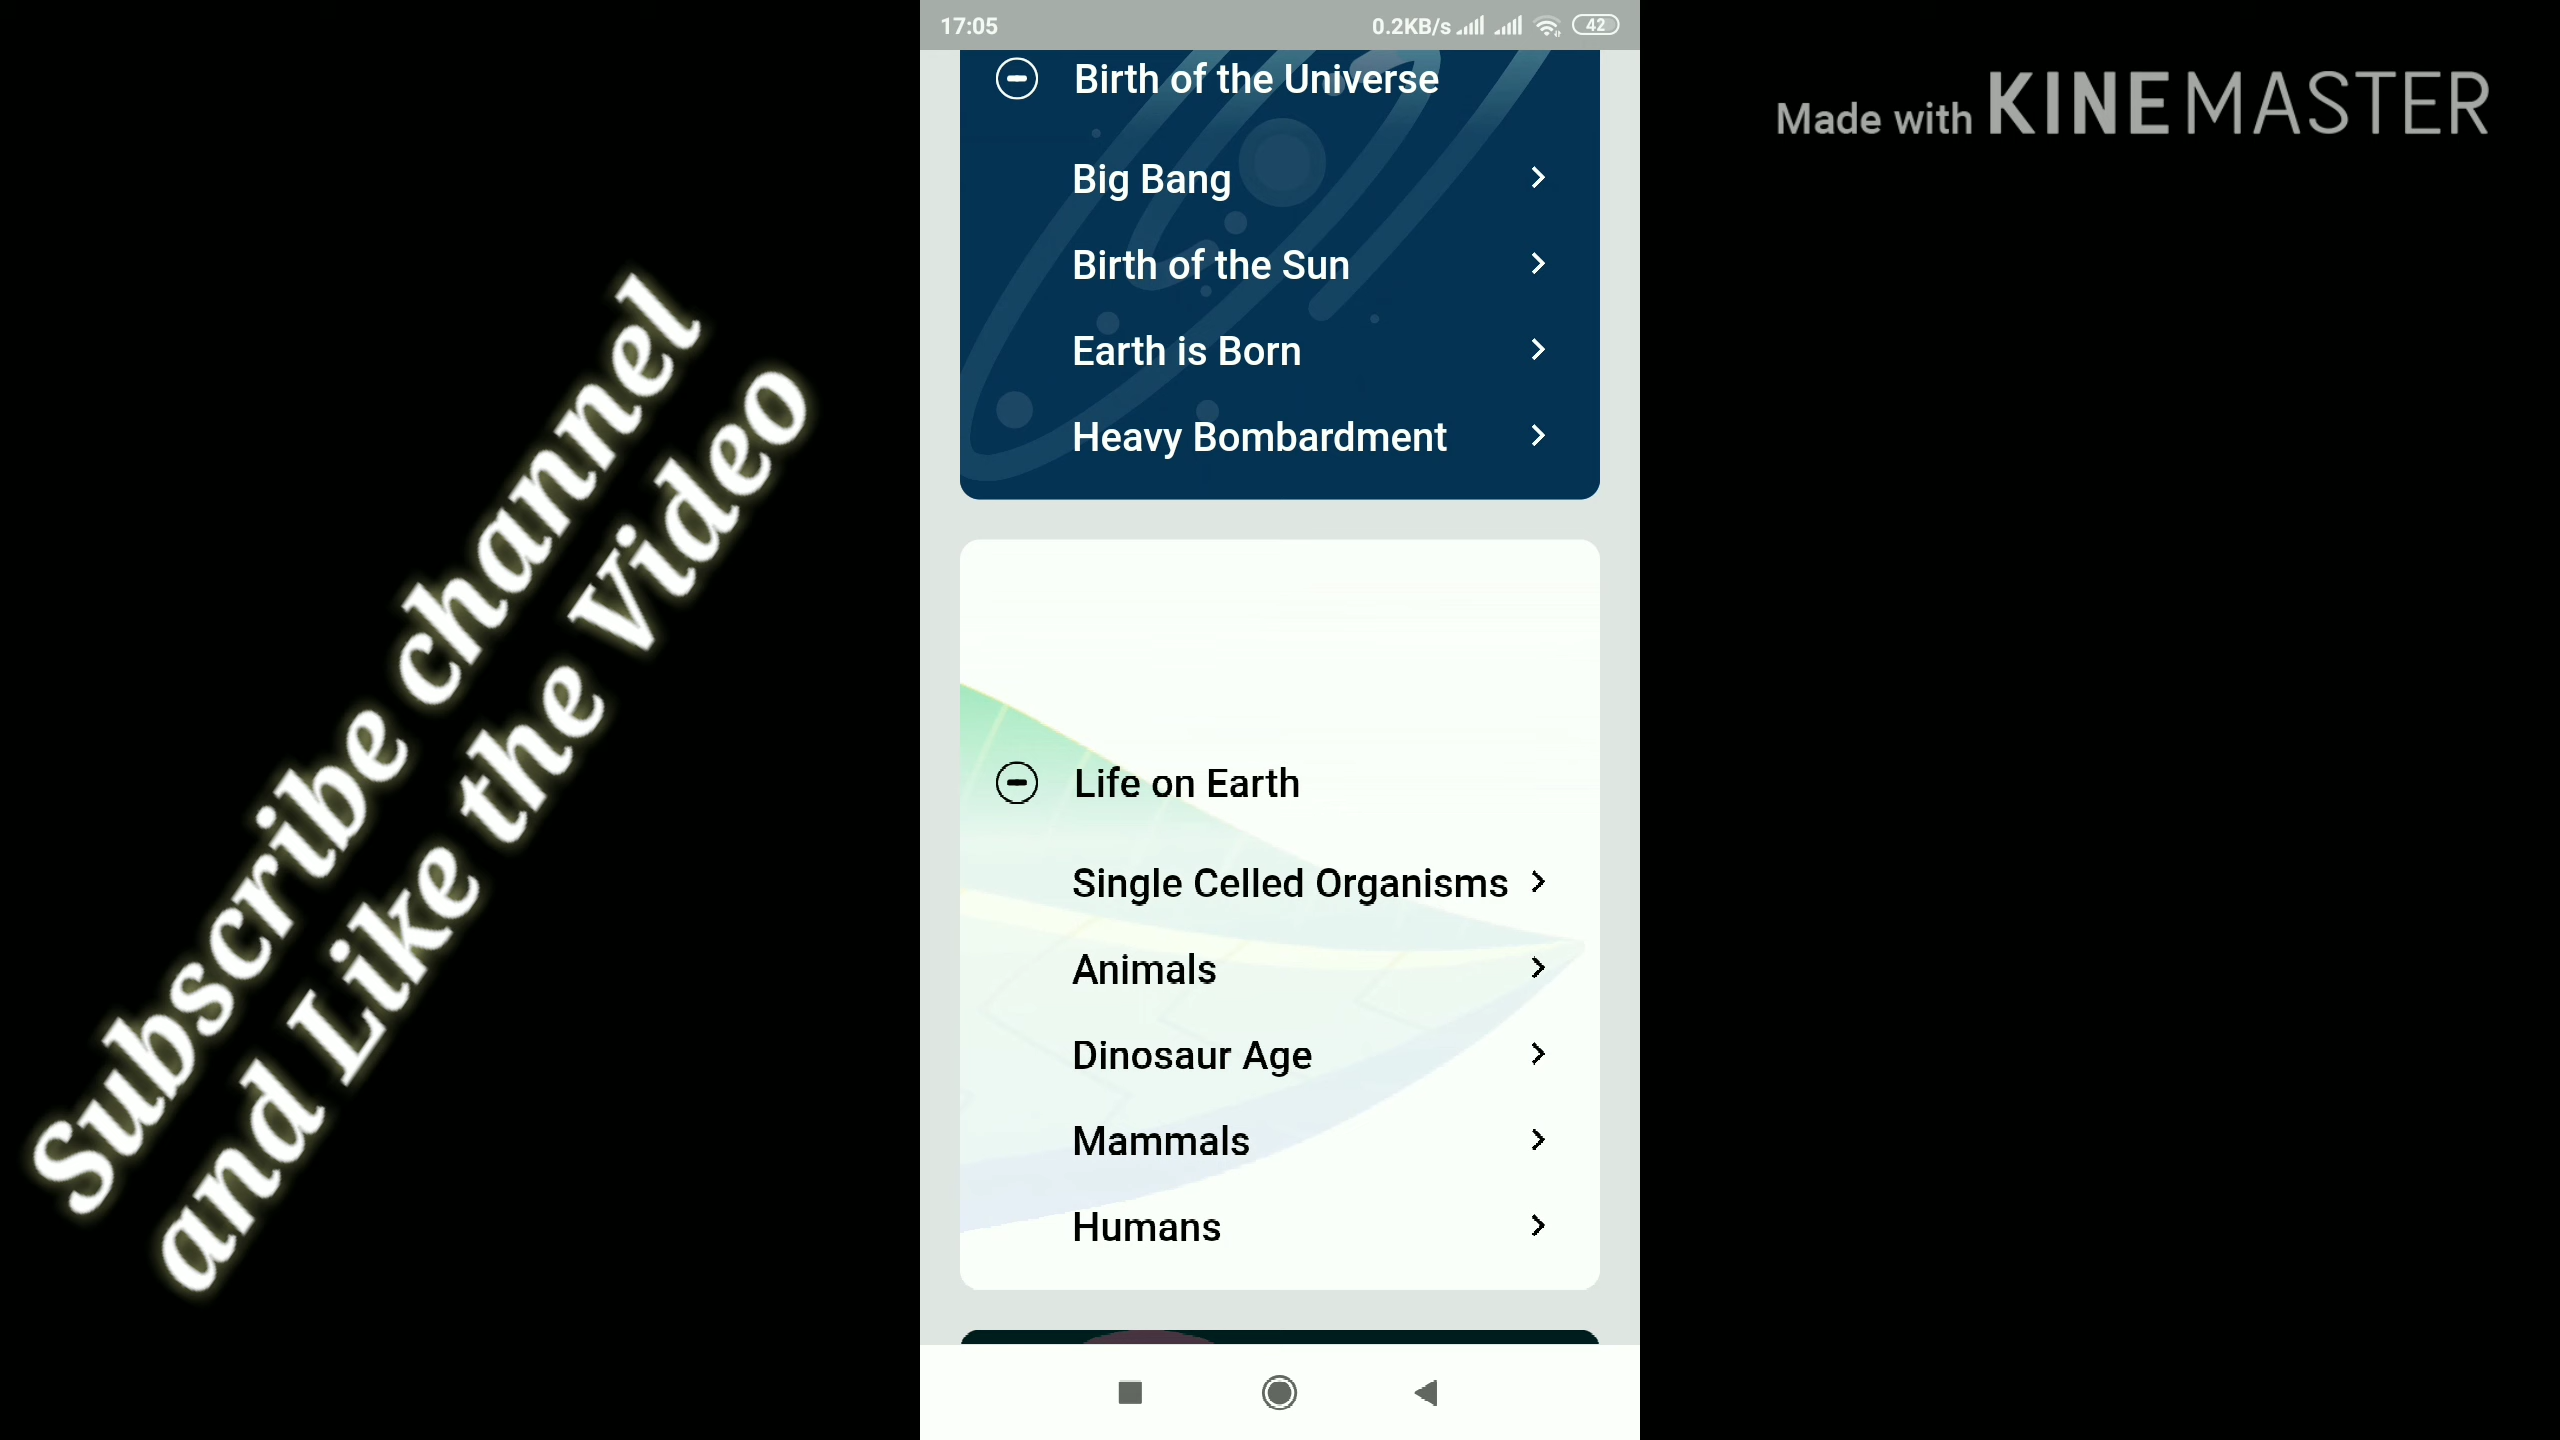 17:05
0.2KB/s
42
Birth of the Universe
Big Bang
Birth of the Sun
Earth is Born
Heavy Bombardment
Life on Earth
Single Celled Organisms
Animals
Dinosaur Age
Mammals
Humans
Subscribe channel
and Like the Video
Made with KINEMASTER